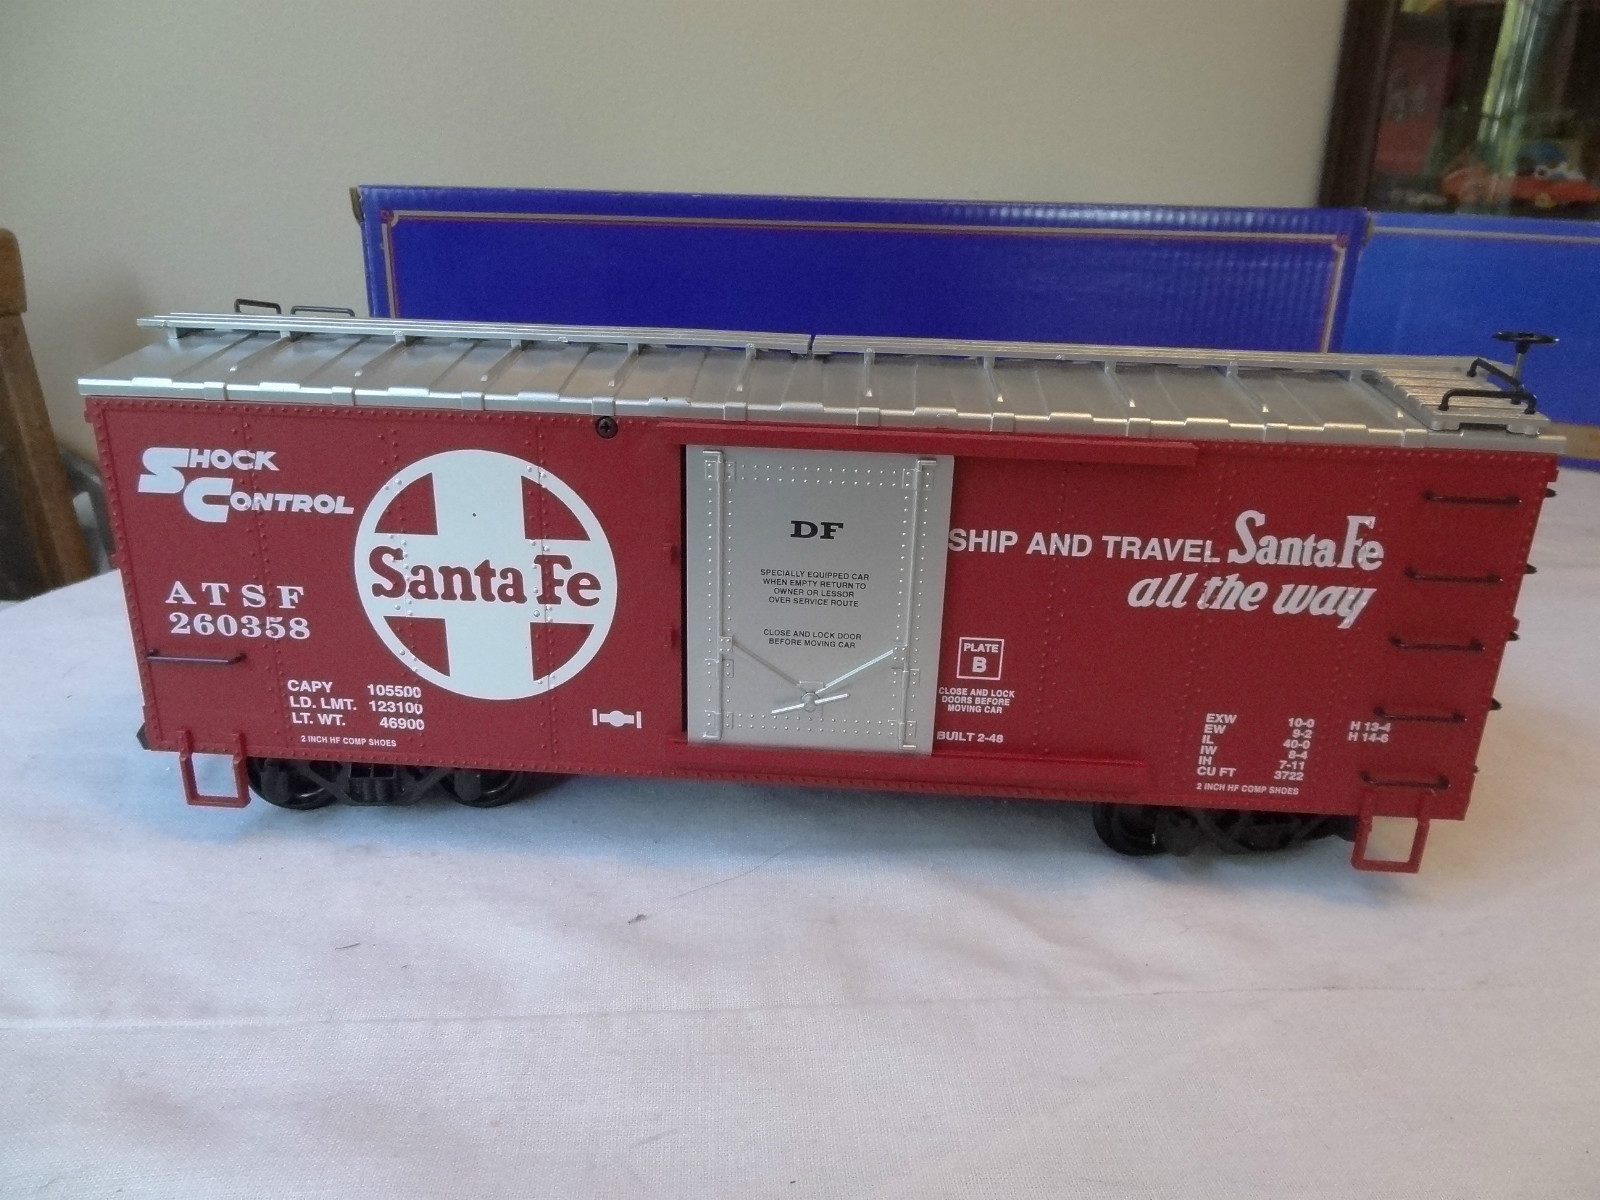 SHOCK
CONTROL
Santa Fe
ATSF
260358
CAPY 105500
LD. LMT. 123100
LT. WT. 46900
2 INCH HF COMP SHOES
DF
SPECIALLY EQUIPPED CAR
WHEN EMPTY RETURN TO
OWNER OR LESSOR
OVER SERVICE ROUTE
CLOSE AND LOCK DOOR
BEFORE MOVING CAR
SHIP AND TRAVEL Santa Fe
all the way
PLATE
B
CLOSE AND LOCK
DOORS BEFORE
MOVING CAR
BUILT 2-48
EXW 10-0 H 13-4
EW 9-2 H 14-6
IL 40-0
IW 8-4
IH 7-11
CU FT 3722
2 INCH HF COMP SHOES